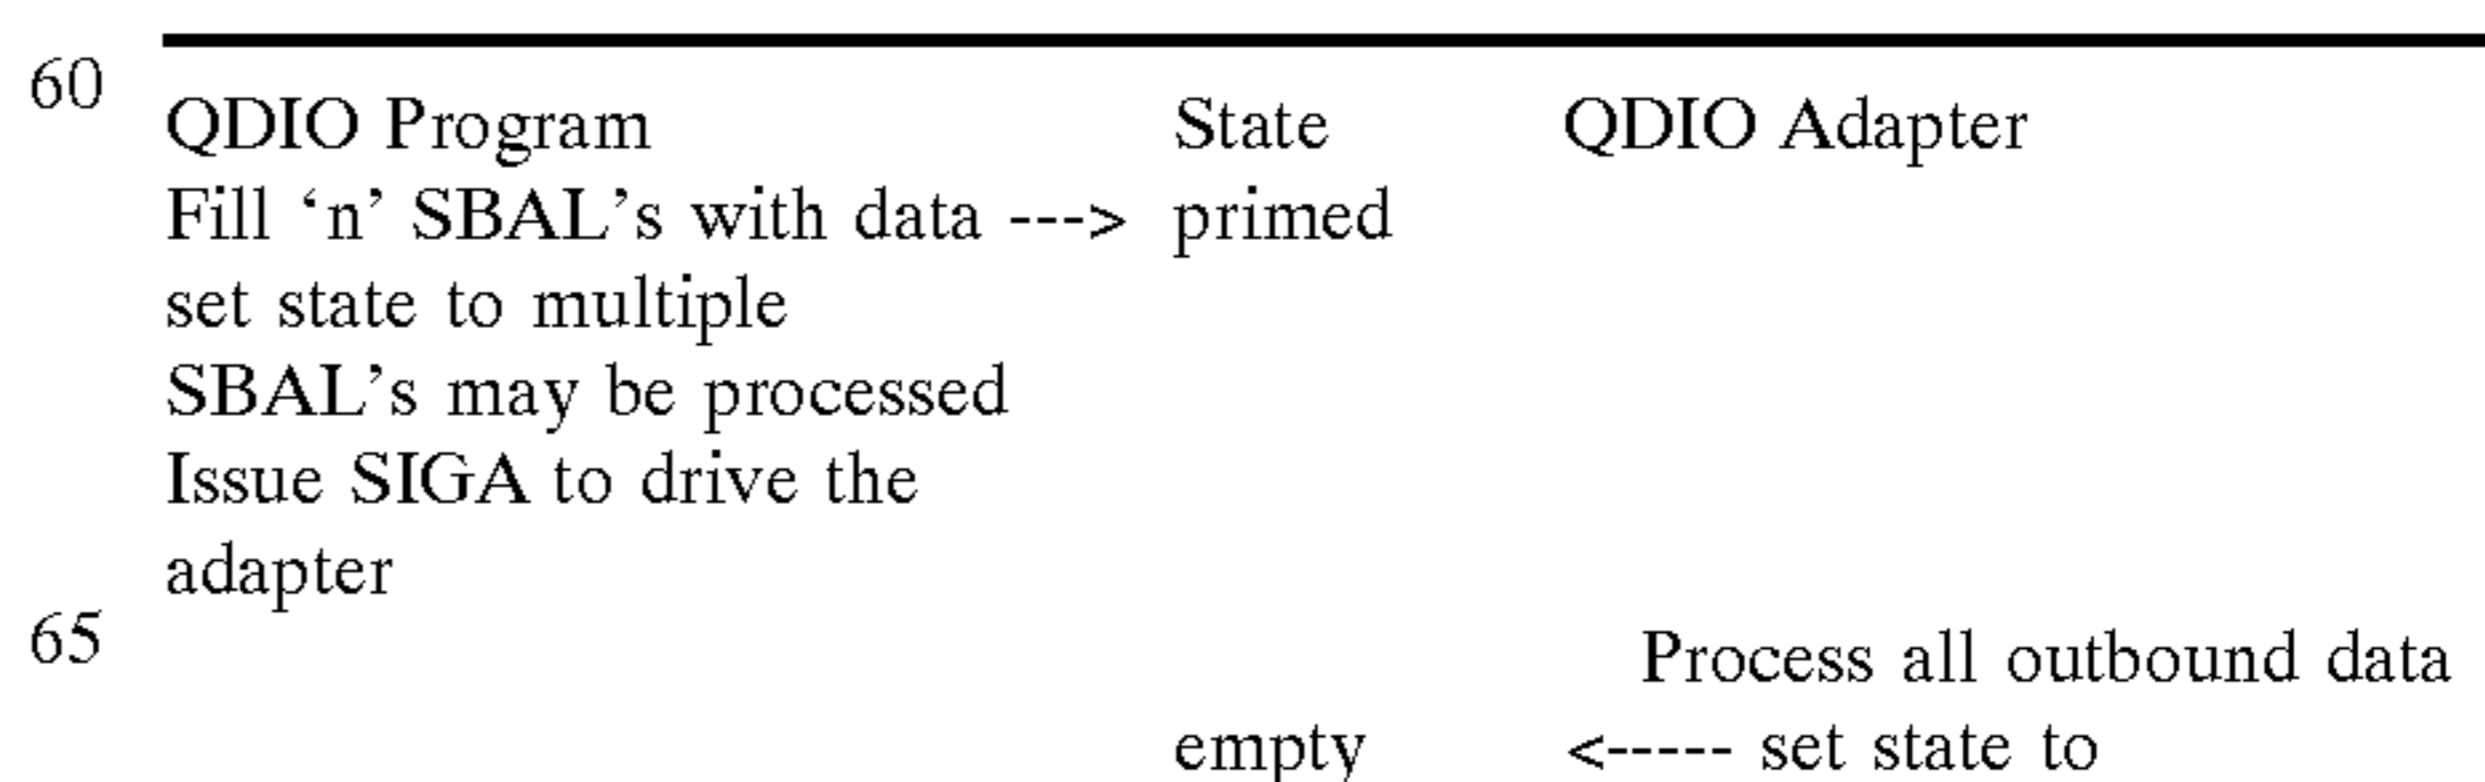 60
QDIO Program State QDIO Adapter
Fill ‘n’ SBAL’s with data ---> primed
set state to multiple
SBAL’s may be processed
Issue SIGA to drive the
adapter
65
Process all outbound data
empty <----- set state to